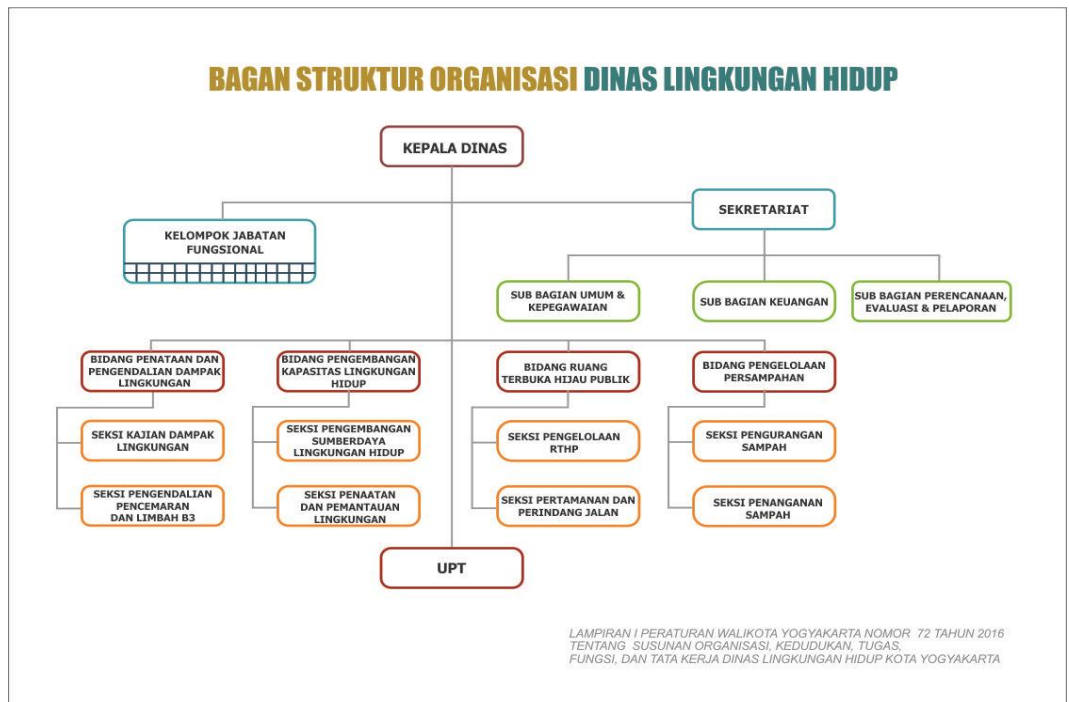 BAGAN STRUKTUR ORGANISASI DINAS LINGKUNGAN HIDUP
KEPALA DINAS
KELOMPOK JABATAN
FUNGSIONAL
SEKRETARIAT
SUB BAGIAN UMUM &
KEPEGAWAIAN
SUB BAGIAN KEUANGAN
SUB BAGIAN PERENCANAAN,
EVALUASI & PELAPORAN
BIDANG PENATAAN DAN
PENGENDALIAN DAMPAK
LINGKUNGAN
BIDANG PENGEMBANGAN
KAPASITAS LINGKUNGAN
HIDUP
BIDANG RUANG
TERBUKA HIJAU PUBLIK
BIDANG PENGELOLAAN
PERSAMPAHAN
SEKSI KAJIAN DAMPAK
LINGKUNGAN
SEKSI PENGEMBANGAN
SUMBERDAYA
LINGKUNGAN HIDUP
SEKSI PENGELOLAAN
RTHP
SEKSI PENGURANGAN
SAMPAH
SEKSI PENGENDALIAN
PENCEMARAN
DAN LIMBAH B3
SEKSI PENAATAN
DAN PEMANTAUAN
LINGKUNGAN
SEKSI PERTAMANAN DAN
PERINDANG JALAN
SEKSI PENANGANAN
SAMPAH
UPT
LAMPIRAN I PERATURAN WALIKOTA YOGYAKARTA NOMOR 72 TAHUN 2016
TENTANG SUSUNAN ORGANISASI, KEDUDUKAN, TUGAS,
FUNGSI, DAN TATA KERJA DINAS LINGKUNGAN HIDUP KOTA YOGYAKARTA